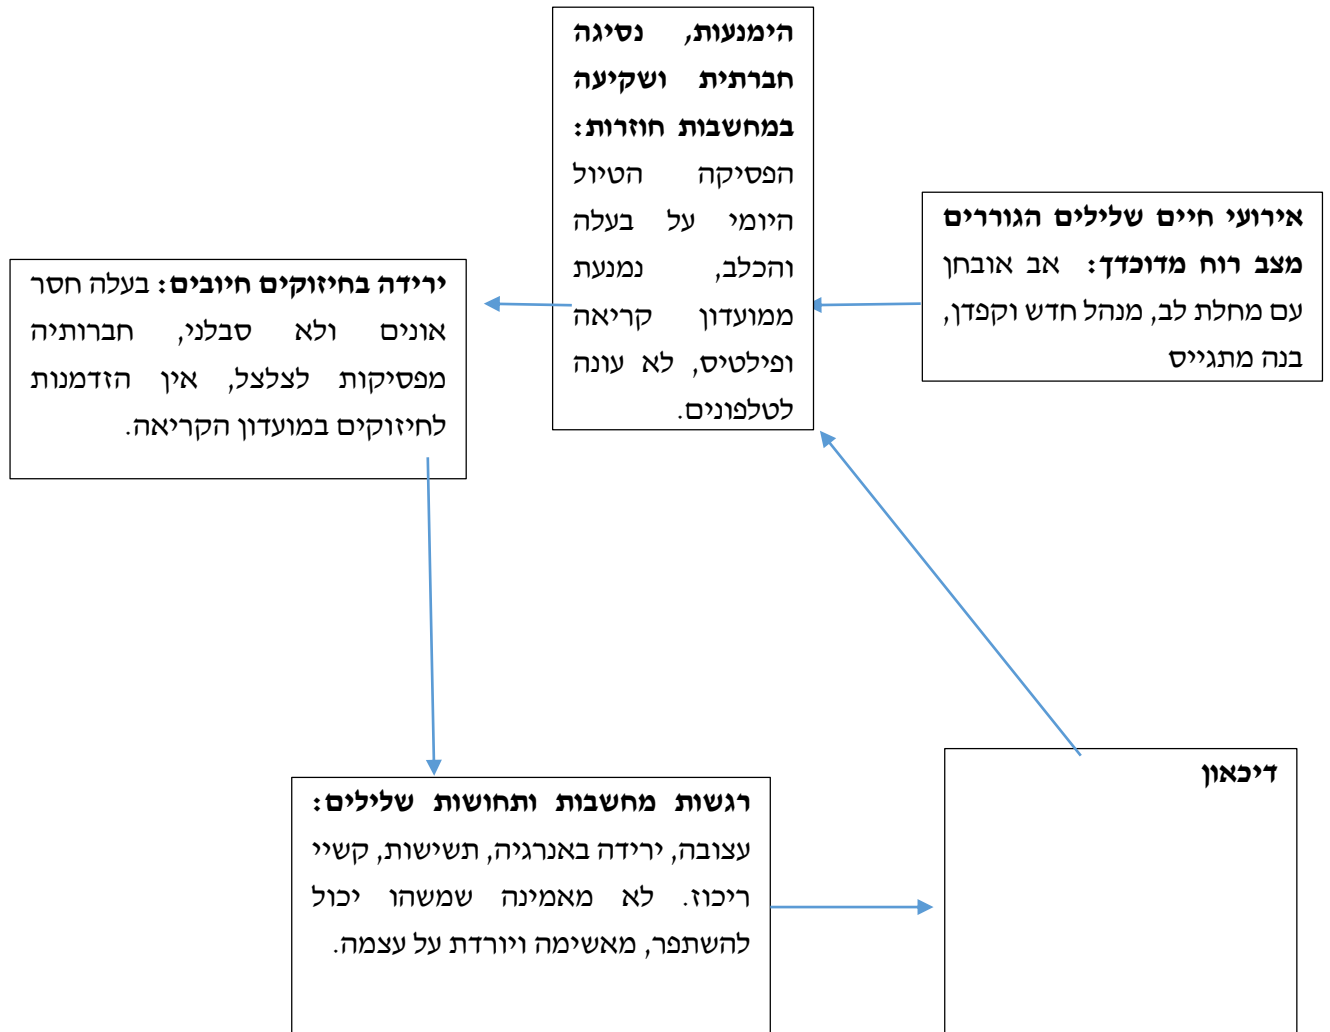 הימנעות, נסיגה
חברתית ושקיעה
במחשבות חוזרות:
הפסיקה הטיול
היומי על בעלה
והכלב, נמנעת
ממועדון קריאה
ופילטיס, לא עונה
לטלפונים.
אירועי חיים שלילים הגוררים
מצב רוח מדוכדך: אב אובחן
עם מחלת לב, מנהל חדש וקפדן,
בנה מתגייס
ירידה בחיזוקים חיובים: בעלה חסר
אונים ולא סבלני, חברותיה
מפסיקות לצלצל, אין הזדמנות
לחיזוקים במועדון הקריאה.
רגשות מחשבות ותחושות שלילים:
עצובה, ירידה באנרגיה, תשישות, קשיי
ריכוז. לא מאמינה שמשהו יכול
להשתפר, מאשימה ויורדת על עצמה.
דיכאון